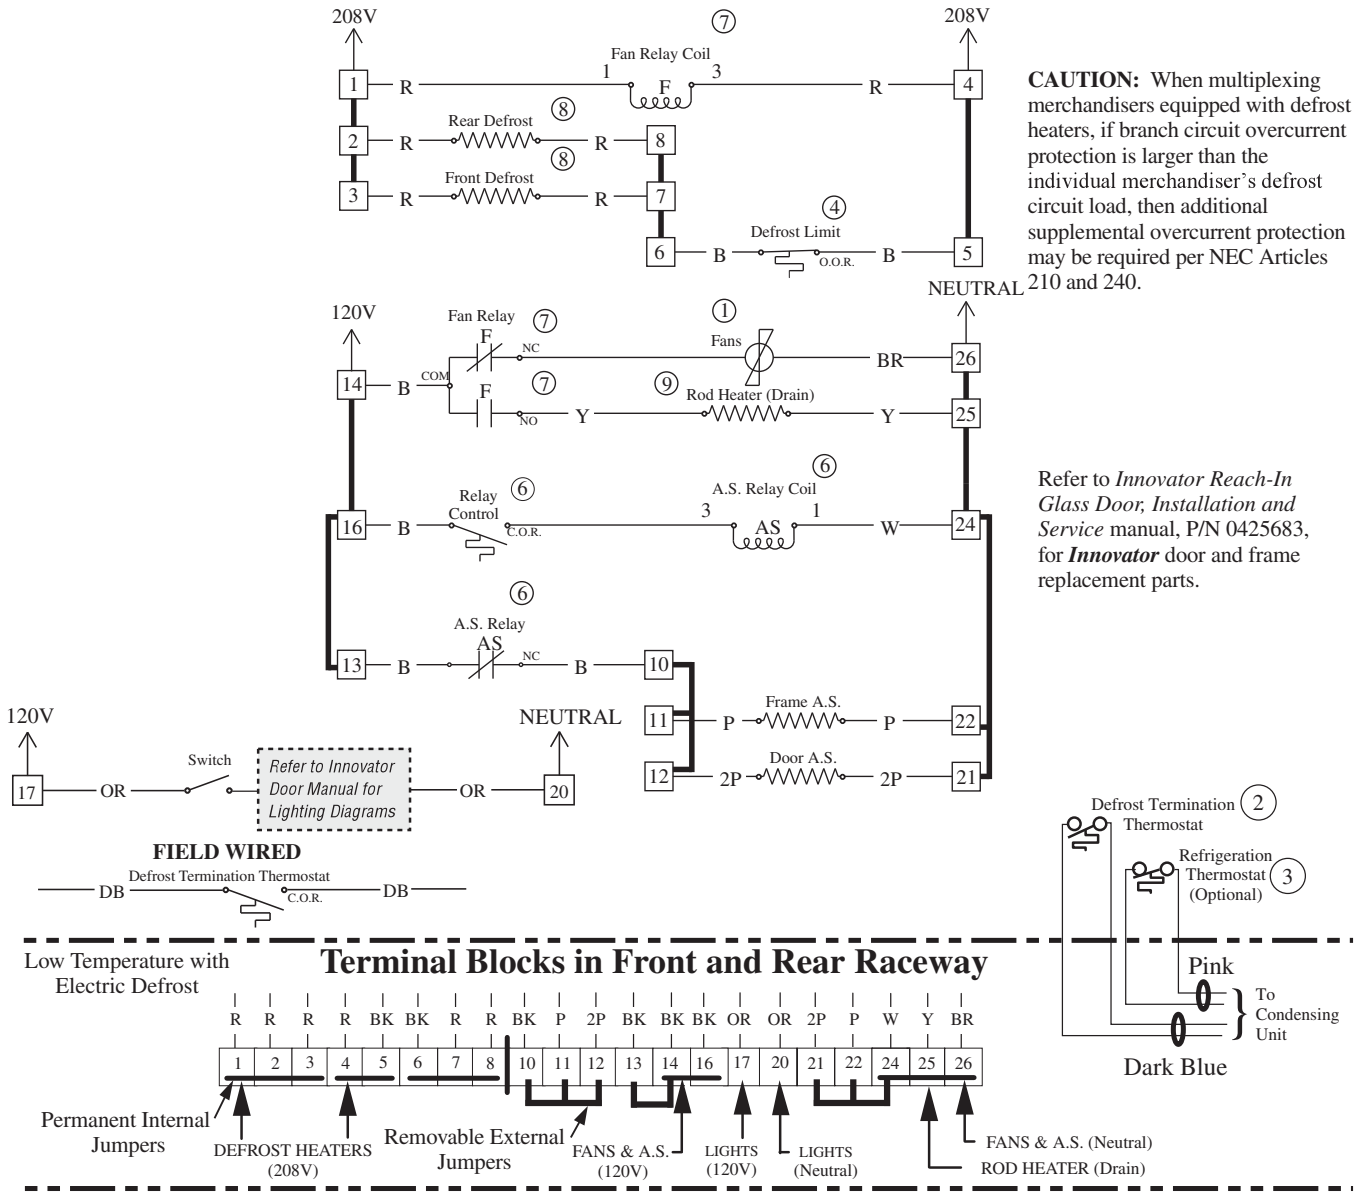 208V
7
208V
Fan Relay Coil
1
3
1
R
F
R
4
8
Rear Defrost
2
R
R
8
8
Front Defrost
3
R
R
7
4
Defrost Limit
6
B
O.O.R.
B
5
CAUTION: When multiplexing
merchandisers equipped with defrost
heaters, if branch circuit overcurrent
protection is larger than the
individual merchandiser's defrost
circuit load, then additional
supplemental overcurrent protection
may be required per NEC Articles
210 and 240.
NEUTRAL
120V
Fan Relay
7
1
F
NC
Fans
BR
26
14
B
COM
F
7
9
Rod Heater (Drain)
NO
Y
Y
25
Relay
Control
6
A.S. Relay Coil
6
3
1
16
B
C.O.R.
AS
W
24
Refer to Innovator Reach-In
Glass Door, Installation and
Service manual, P/N 0425683,
for Innovator door and frame
replacement parts.
6
A.S. Relay
AS
13
B
NC
B
10
Frame A.S.
11
P
P
22
Door A.S.
12
2P
2P
21
120V
NEUTRAL
Switch
17
OR
Refer to Innovator
Door Manual for
Lighting Diagrams
OR
20
FIELD WIRED
Defrost Termination Thermostat
DB
C.O.R.
DB
Defrost Termination
Thermostat
2
Refrigeration
Thermostat
(Optional)
3
Pink
To
Condensing
Unit
Dark Blue
Low Temperature with
Electric Defrost
Terminal Blocks in Front and Rear Raceway
R R R R BK BK R R BK P 2P BK BK BK OR OR 2P P W Y BR
1 2 3 4 5 6 7 8 10 11 12 13 14 16 17 20 21 22 24 25 26
Permanent Internal
Jumpers
DEFROST HEATERS
(208V)
Removable External
Jumpers
FANS & A.S.
(120V)
LIGHTS
(120V)
LIGHTS
(Neutral)
FANS & A.S. (Neutral)
ROD HEATER (Drain)